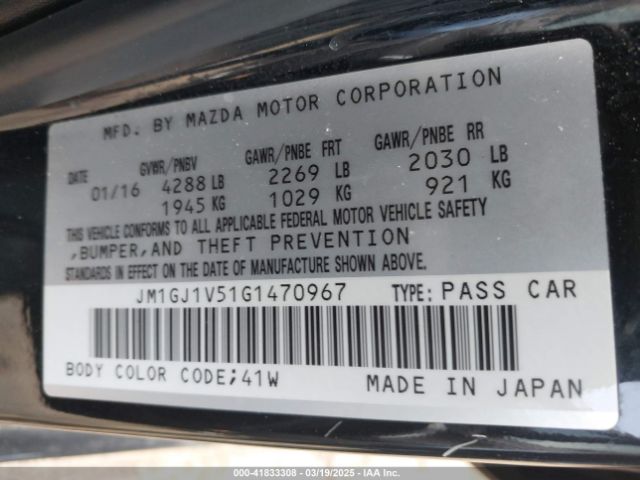 MFD. BY MAZDA MOTOR CORPORATION
DATE GVWR/PNBV GAWR/PNBE FRT GAWR/PNBE RR
01/16 4288 LB 2269 LB 2030 LB
1945 KG 1029 KG 921 KG
THIS VEHICLE CONFORMS TO ALL APPLICABLE FEDERAL MOTOR VEHICLE SAFETY
,BUMPER,AND THEFT PREVENTION
STANDARDS IN EFFECT ON THE DATE OF MANUFACTURE SHOWN ABOVE.
JM1GJ1V51G1470967 TYPE: PASS CAR
BODY COLOR CODE;41W MADE IN JAPAN
000-41833308 - 03/19/2025 - IAA Inc.